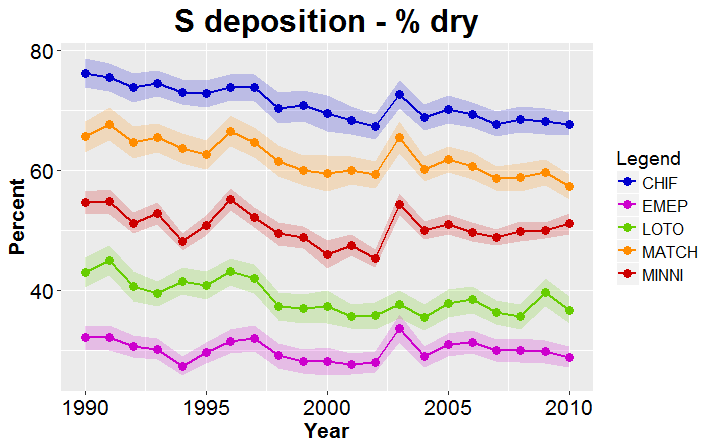 S deposition - % dry
80
60
40
Percent
1990 1995 2000 2005 2010
Year
Legend
CHIF
EMEP
LOTO
MATCH
MINNI